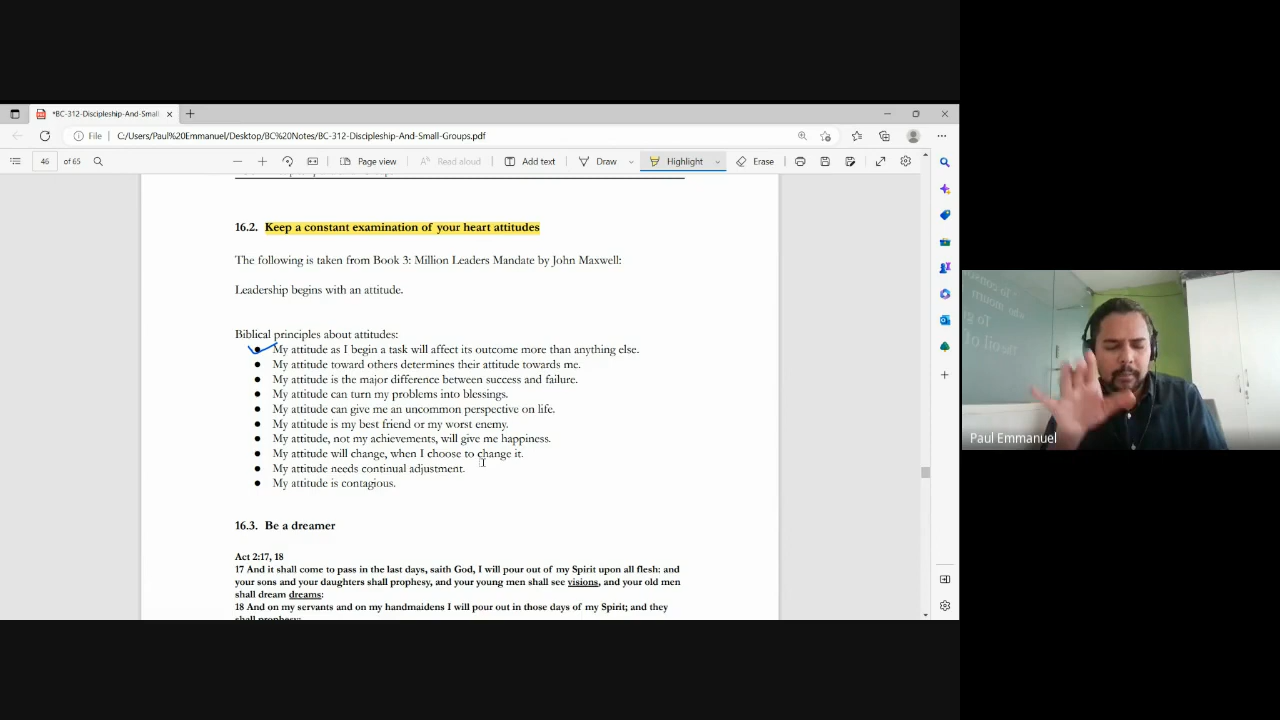 *BC-312-Discipleship-And-Small
File
C:/Users/Paul%20Emmanuel/Desktop/BC%20Notes/BC-312-Discipleship-And-Small-Groups.pdf
46 of 65
Page view
Read aloud
Add text
Draw
Highlight
Erase
16.2. Keep a constant examination of your heart attitudes
The following is taken from Book 3: Million Leaders Mandate by John Maxwell:
Leadership begins with an attitude.
Biblical principles about attitudes:
● My attitude as I begin a task will affect its outcome more than anything else.
● My attitude toward others determines their attitude towards me.
● My attitude is the major difference between success and failure.
● My attitude can turn my problems into blessings.
● My attitude can give me an uncommon perspective on life.
● My attitude is my best friend or my worst enemy.
● My attitude, not my achievements, will give me happiness.
● My attitude will change, when I choose to change it.
● My attitude needs continual adjustment.
● My attitude is contagious.
16.3. Be a dreamer
Act 2:17, 18
17 And it shall come to pass in the last days, saith God, I will pour out of my Spirit upon all flesh: and
your sons and your daughters shall prophesy, and your young men shall see visions, and your old men
shall dream dreams:
18 And on my servants and on my handmaidens I will pour out in those days of my Spirit; and they
shall prophesy:
Paul Emmanuel